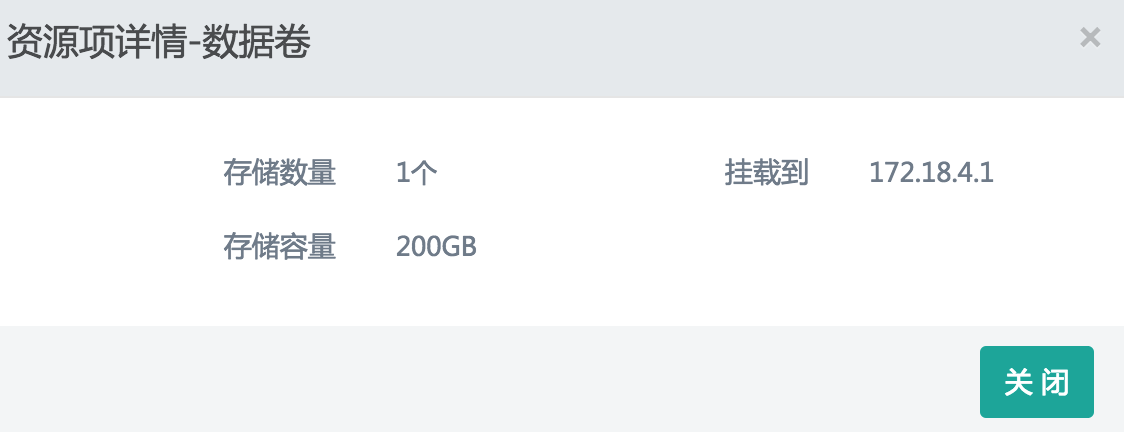 资源项详情-数据卷 ×
存储数量 1个 挂载到 172.18.4.1
存储容量 200GB
关 闭